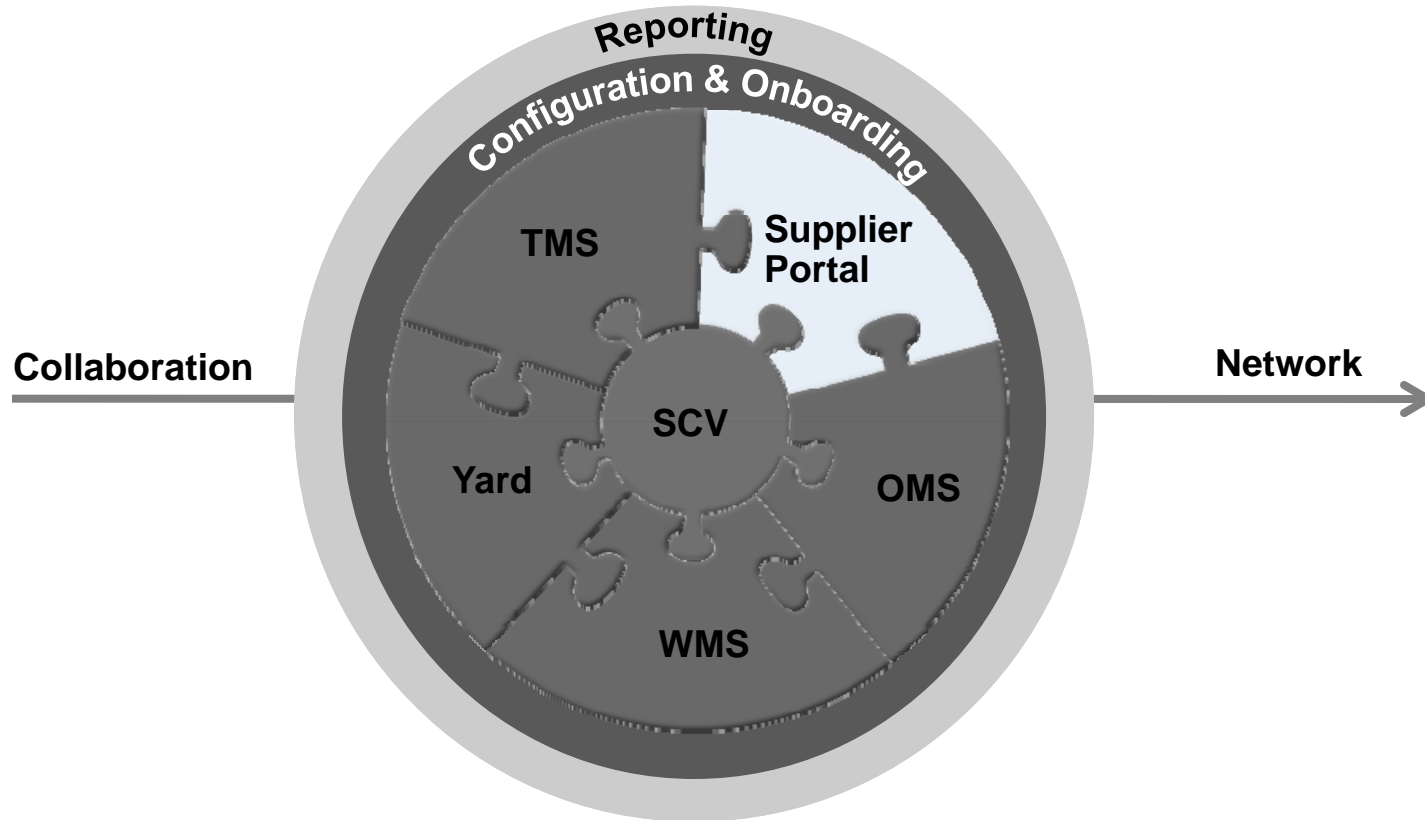 Reporting
Configuration & Onboarding
TMS
Supplier
Portal
Collaboration
Network
SCV
Yard
OMS
WMS